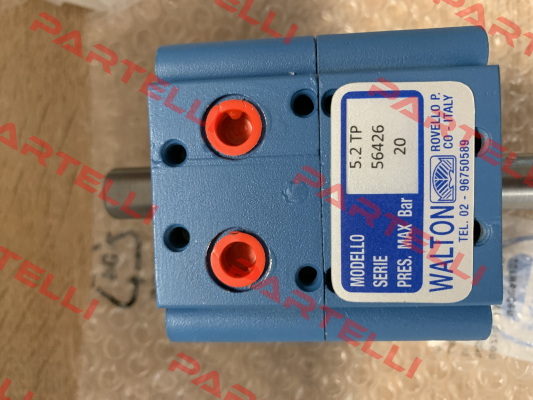 MODELLO 5.2 TP
SERIE 56426
PRES. MAX Bar 20
WALTON ROVELLO P.
CO - ITALY
TEL. 02 - 96750589
PARTELLI
PARTELLI
PARTELLI
PARTELLI
PARTELLI